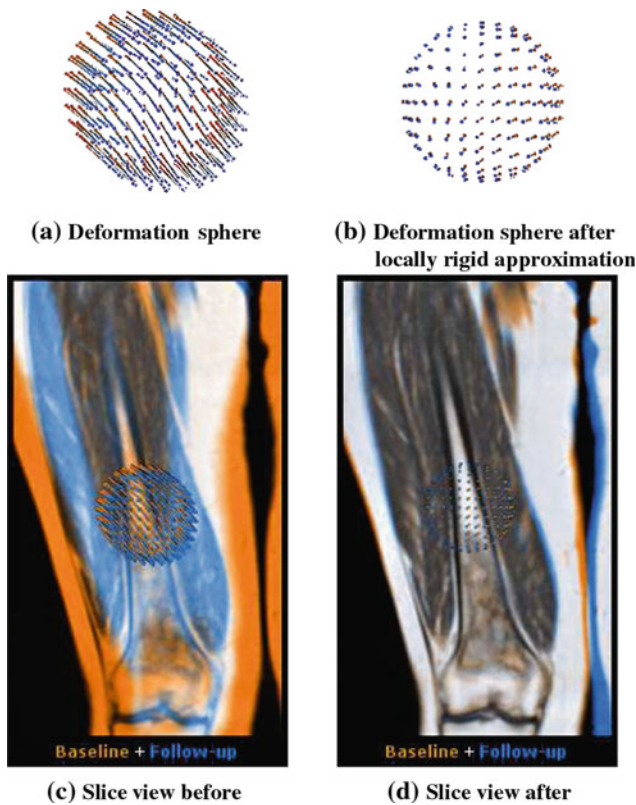 (a) Deformation sphere
(b) Deformation sphere after
locally rigid approximation
Baseline + Follow-up
Baseline + Follow-up
(c) Slice view before
(d) Slice view after